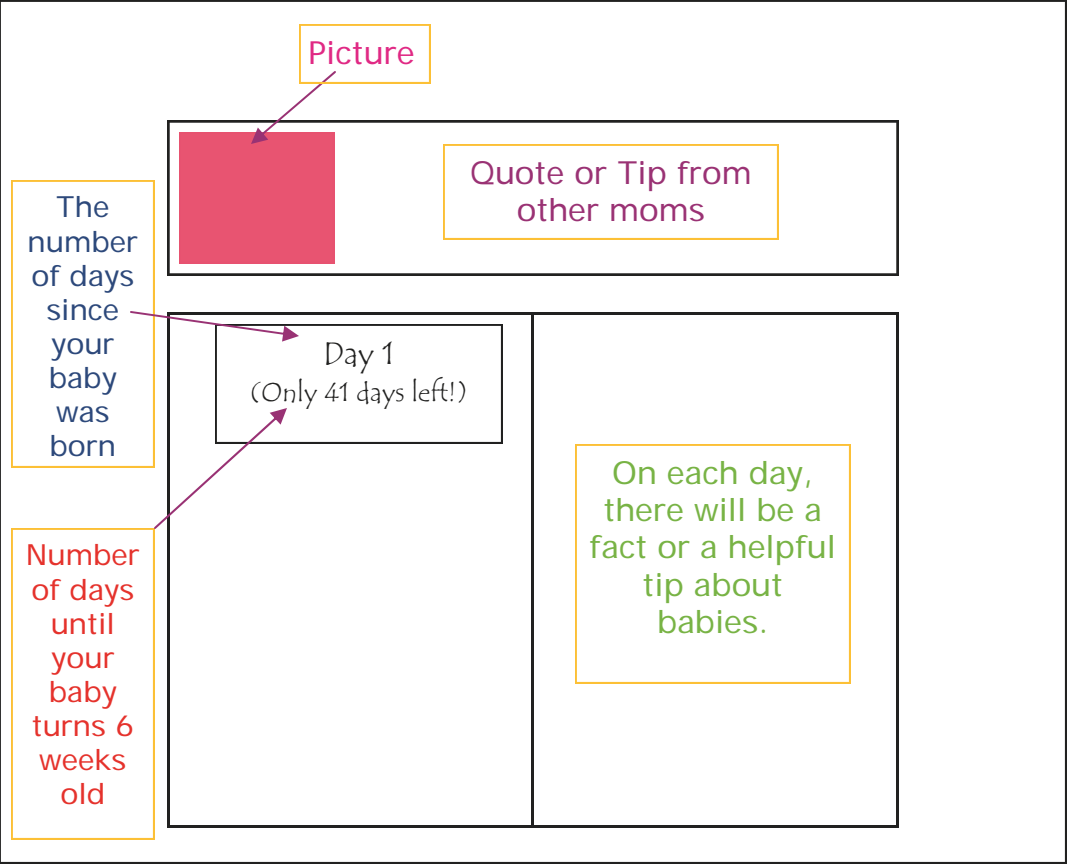 Picture
Quote or Tip from
other moms
The
number
of days
since
your
baby
was
born
Day 1
(Only 41 days left!)
On each day,
there will be a
fact or a helpful
tip about
babies.
Number
of days
until
your
baby
turns 6
weeks
old